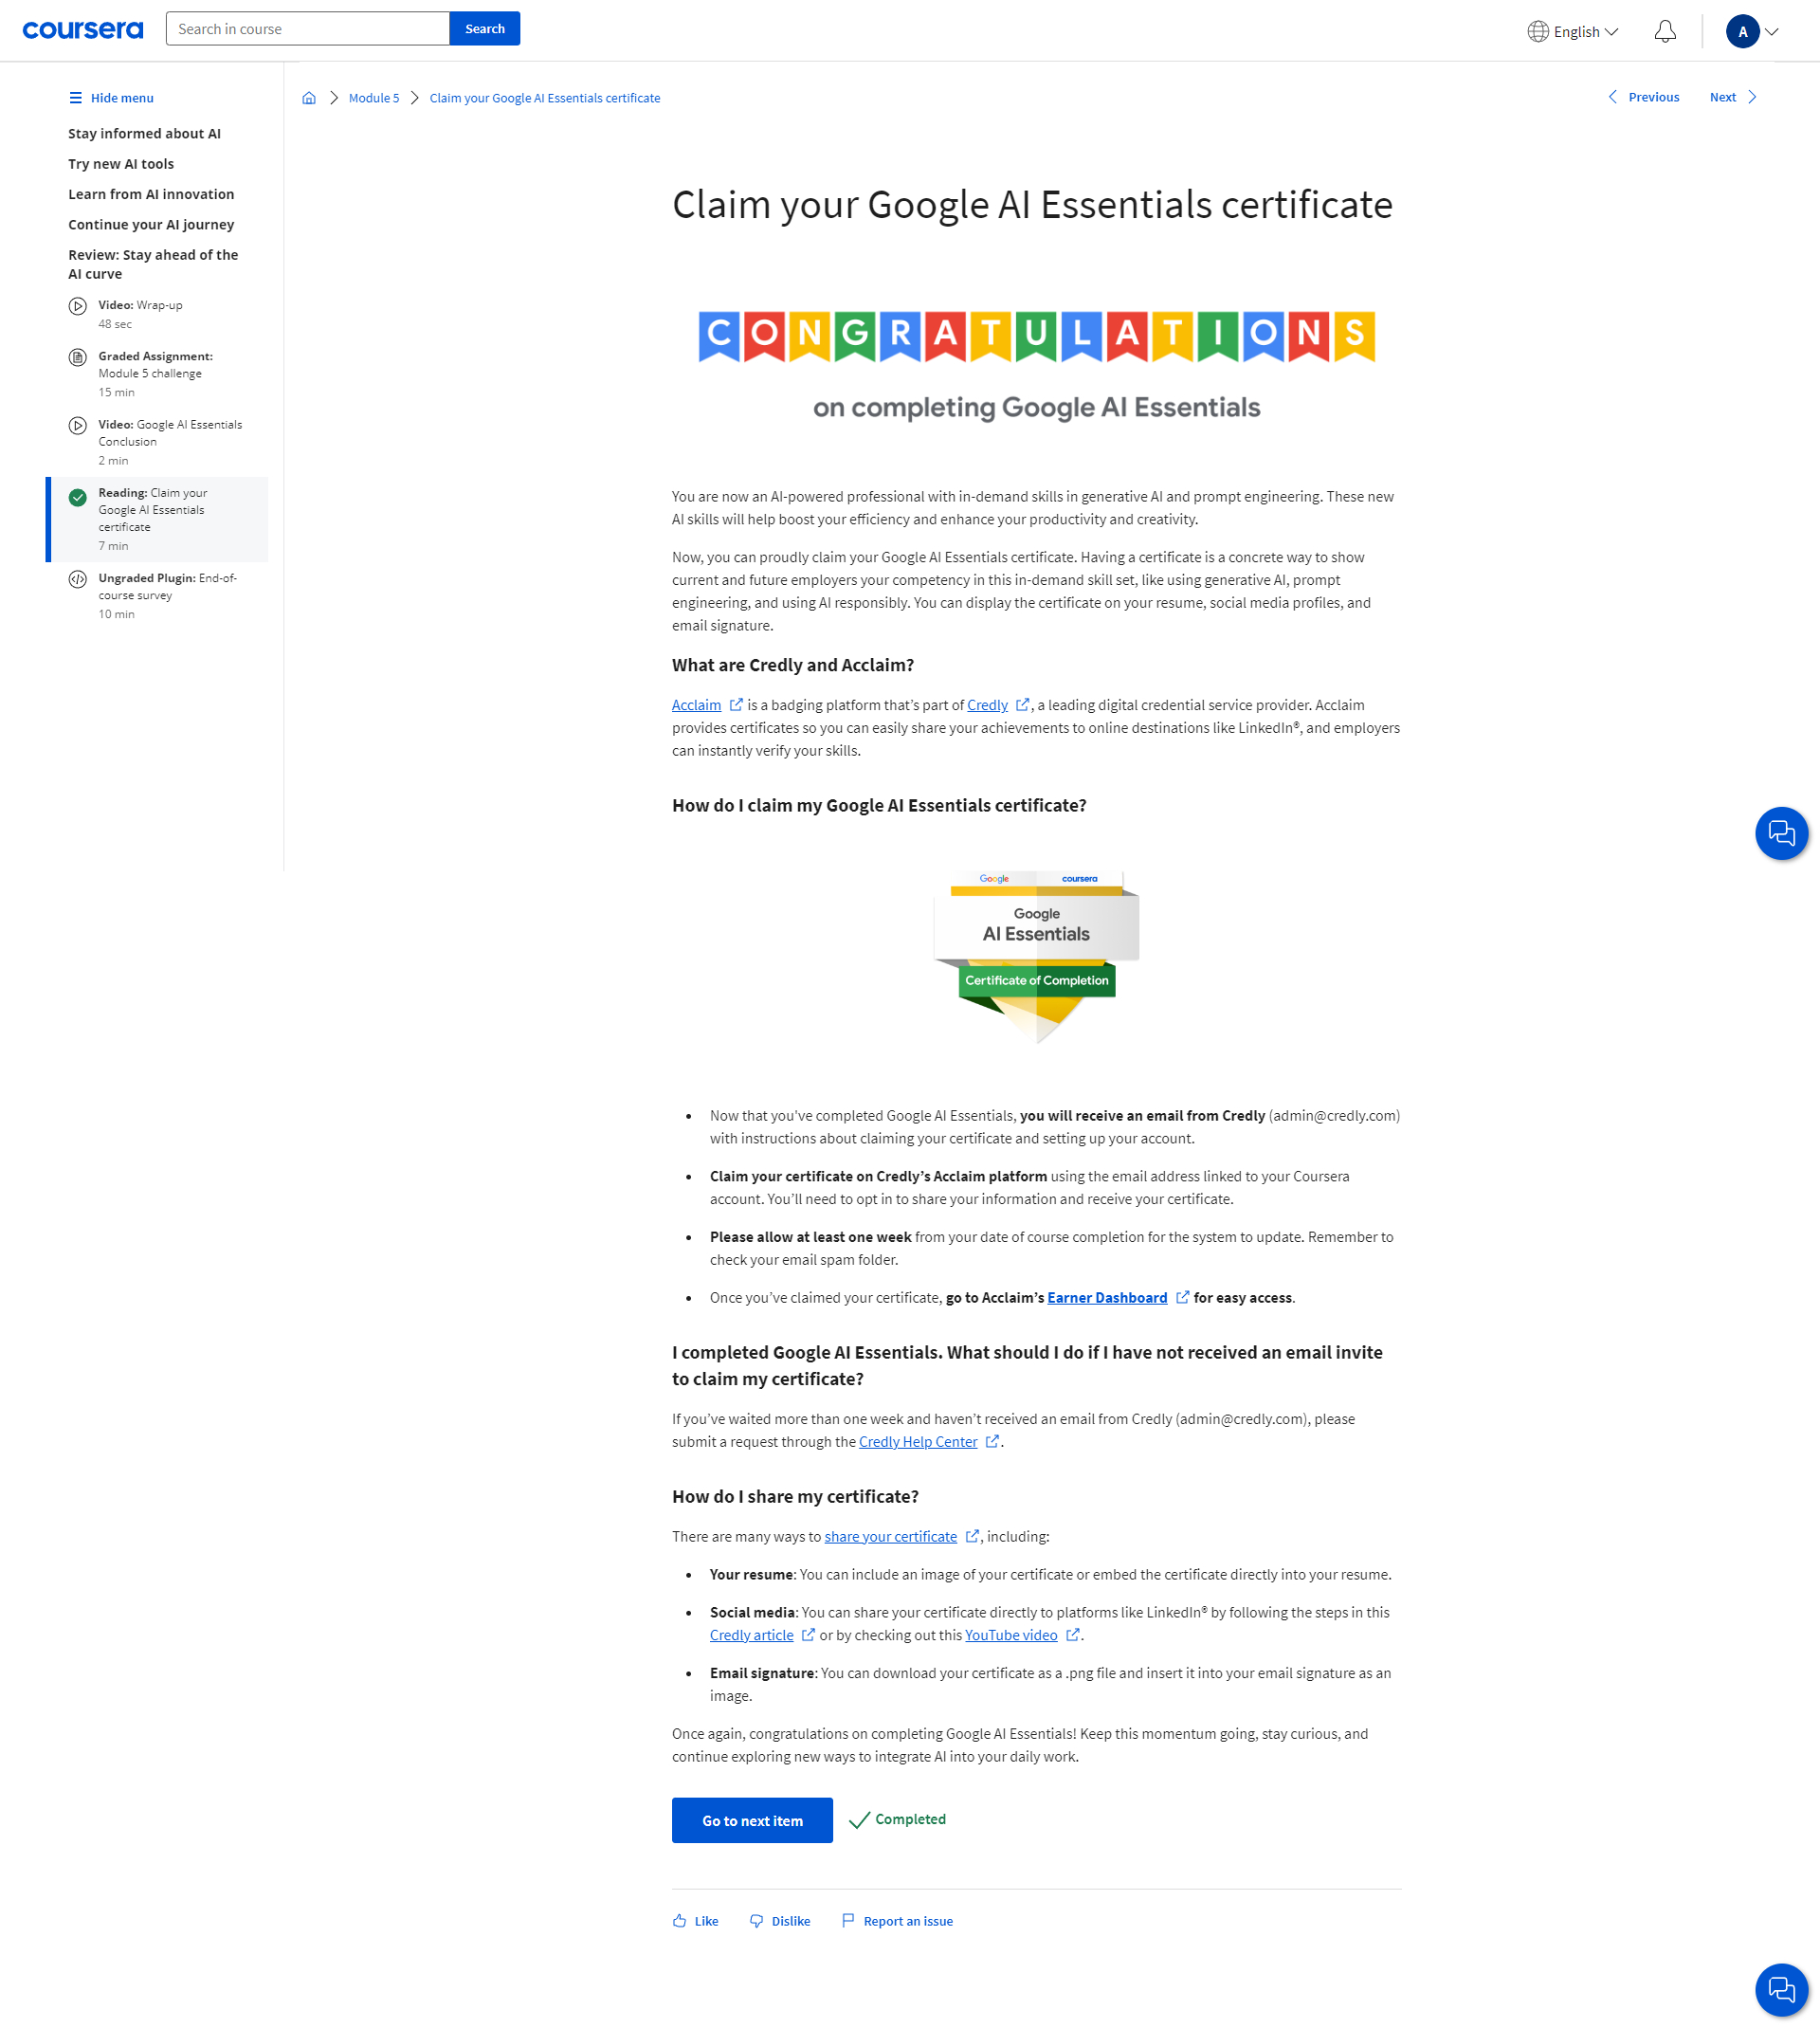 coursera
Search in course
Search
English
A
Hide menu
Stay informed about AI
Try new AI tools
Learn from AI innovation
Continue your AI journey
Review: Stay ahead of the
AI curve
Video: Wrap-up
48 sec
Graded Assignment:
Module 5 challenge
15 min
Video: Google AI Essentials
Conclusion
2 min
Reading: Claim your
Google AI Essentials
certificate
7 min
Ungraded Plugin: End-of-
course survey
10 min
Module 5
Claim your Google AI Essentials certificate
Previous
Next
Claim your Google AI Essentials certificate
CONGRATULATIONS
on completing Google AI Essentials
You are now an AI-powered professional with in-demand skills in generative AI and prompt engineering. These new
AI skills will help boost your efficiency and enhance your productivity and creativity.
Now, you can proudly claim your Google AI Essentials certificate. Having a certificate is a concrete way to show
current and future employers your competency in this in-demand skill set, like using generative AI, prompt
engineering, and using AI responsibly. You can display the certificate on your resume, social media profiles, and
email signature.
What are Credly and Acclaim?
Acclaim is a badging platform that’s part of Credly, a leading digital credential service provider. Acclaim
provides certificates so you can easily share your achievements to online destinations like LinkedIn®, and employers
can instantly verify your skills.
How do I claim my Google AI Essentials certificate?
Google
coursera
Google
AI Essentials
Certificate of Completion
• Now that you've completed Google AI Essentials, you will receive an email from Credly (admin@credly.com)
with instructions about claiming your certificate and setting up your account.
• Claim your certificate on Credly’s Acclaim platform using the email address linked to your Coursera
account. You’ll need to opt in to share your information and receive your certificate.
• Please allow at least one week from your date of course completion for the system to update. Remember to
check your email spam folder.
• Once you’ve claimed your certificate, go to Acclaim’s Earner Dashboard for easy access.
I completed Google AI Essentials. What should I do if I have not received an email invite
to claim my certificate?
If you’ve waited more than one week and haven’t received an email from Credly (admin@credly.com), please
submit a request through the Credly Help Center.
How do I share my certificate?
There are many ways to share your certificate, including:
• Your resume: You can include an image of your certificate or embed the certificate directly into your resume.
• Social media: You can share your certificate directly to platforms like LinkedIn® by following the steps in this
Credly article or by checking out this YouTube video.
• Email signature: You can download your certificate as a .png file and insert it into your email signature as an
image.
Once again, congratulations on completing Google AI Essentials! Keep this momentum going, stay curious, and
continue exploring new ways to integrate AI into your daily work.
Go to next item
Completed
Like
Dislike
Report an issue